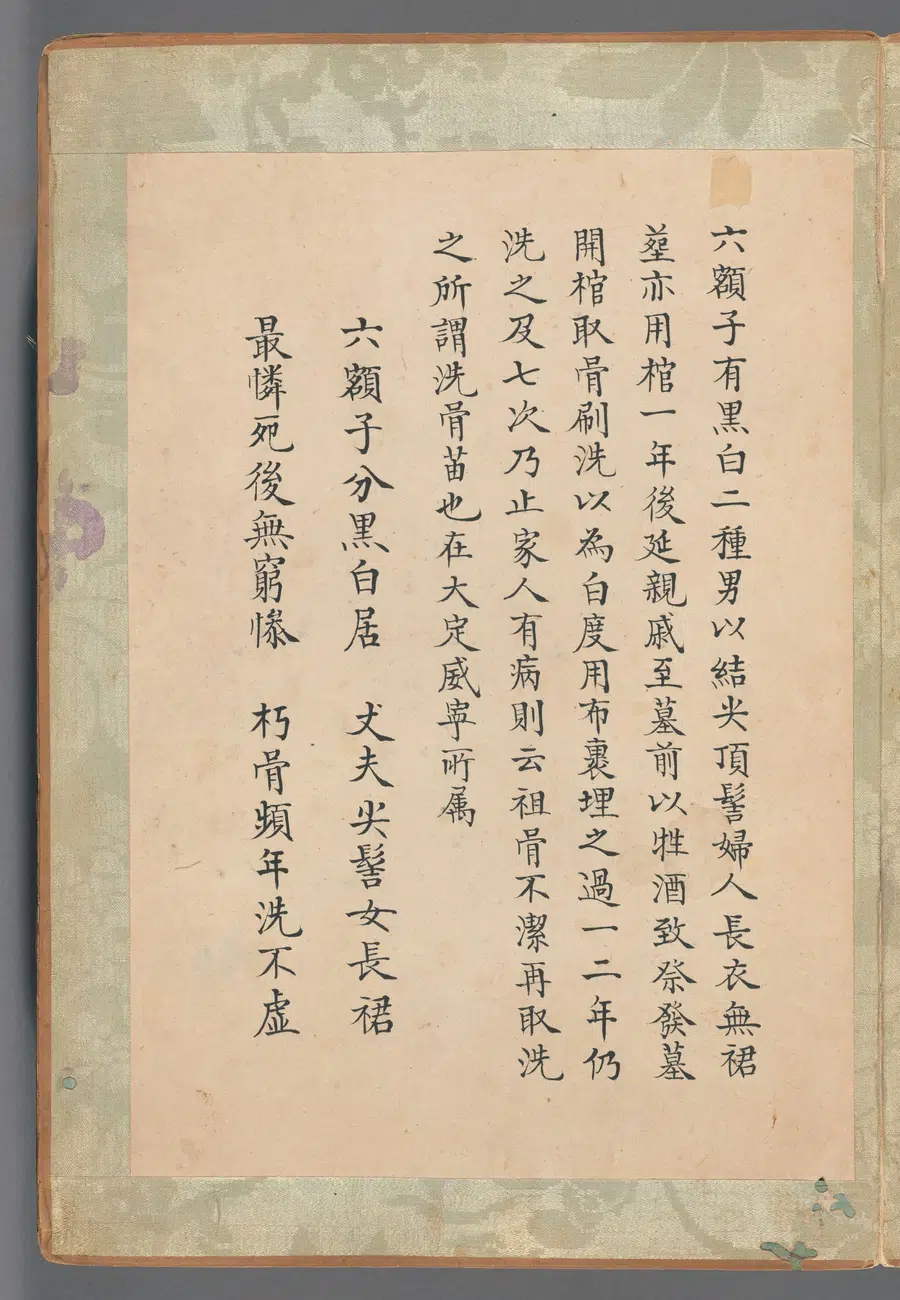 六額子有黑白二種男以結尖頂髻婦人長衣無裙
塟亦用棺一年後延親戚至墓前以牲酒致祭發墓
開棺取骨刷洗以為白度用布裹埋之過一二年仍
洗之及七次乃止家人有病則云祖骨不潔再取洗
之所謂洗骨苗也在大定威寧所属
六額子分黑白居 丈夫尖髻女長裙
最憐死後無窮慘 朽骨頻年洗不虛